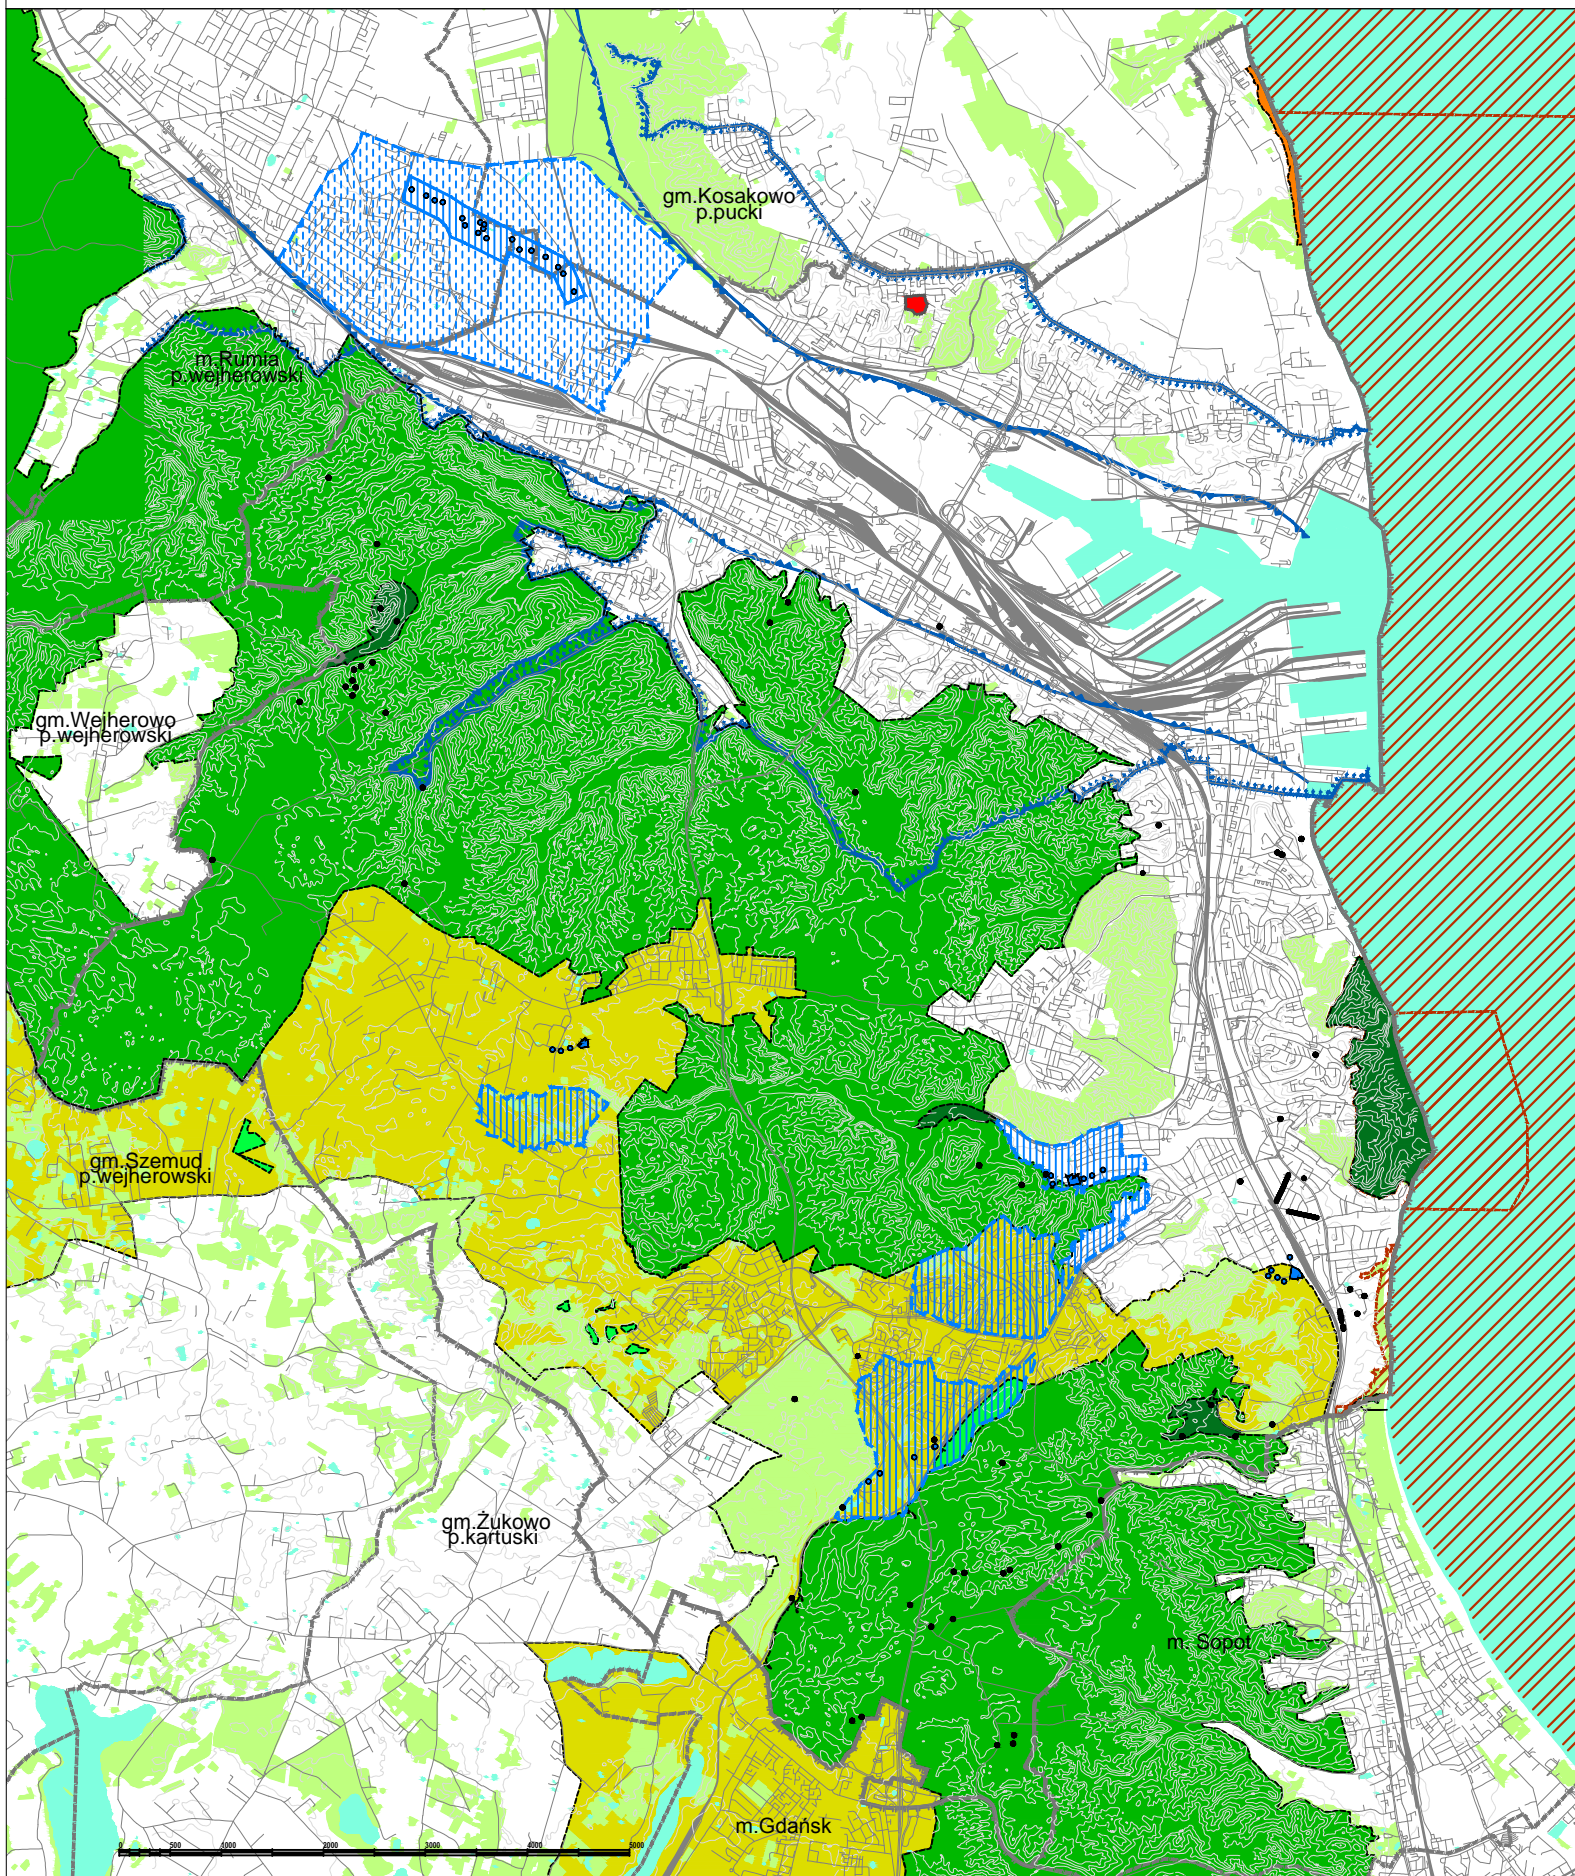 gm.Kosakowo
p.pucki
m.Rumia
p.wejherowski
gm.Wejherowo
p.wejherowski
gm.Szemud
p.wejherowski
gm.Żukowo
p.kartuski
m. Sopot
m.Gdańsk
0 500 1000 2000 3000 4000 5000